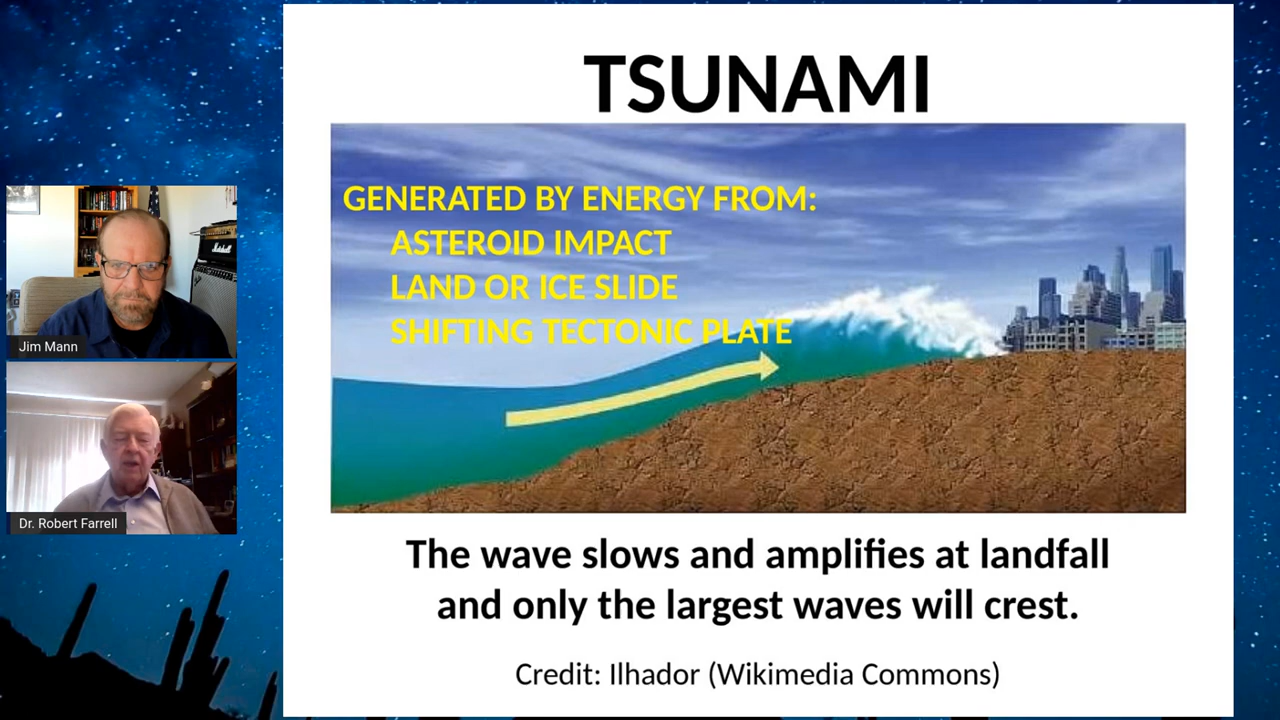 TSUNAMI
GENERATED BY ENERGY FROM:
ASTEROID IMPACT
LAND OR ICE SLIDE
SHIFTING TECTONIC PLATE
The wave slows and amplifies at landfall
and only the largest waves will crest.
Credit: Ilhador (Wikimedia Commons)
Marshall
Jim Mann
Dr. Robert Farrell